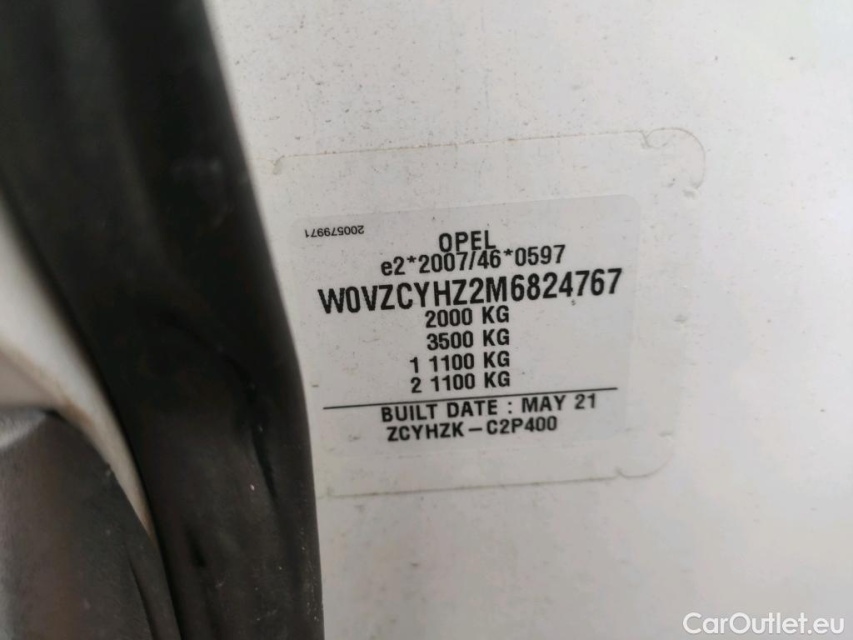 200579971
OPEL
e2*2007/46*0597
W0VZCYHZ2M6824767
2000 KG
3500 KG
1 1100 KG
2 1100 KG
BUILT DATE : MAY 21
ZCYHZK-C2P400
CarOutlet.eu